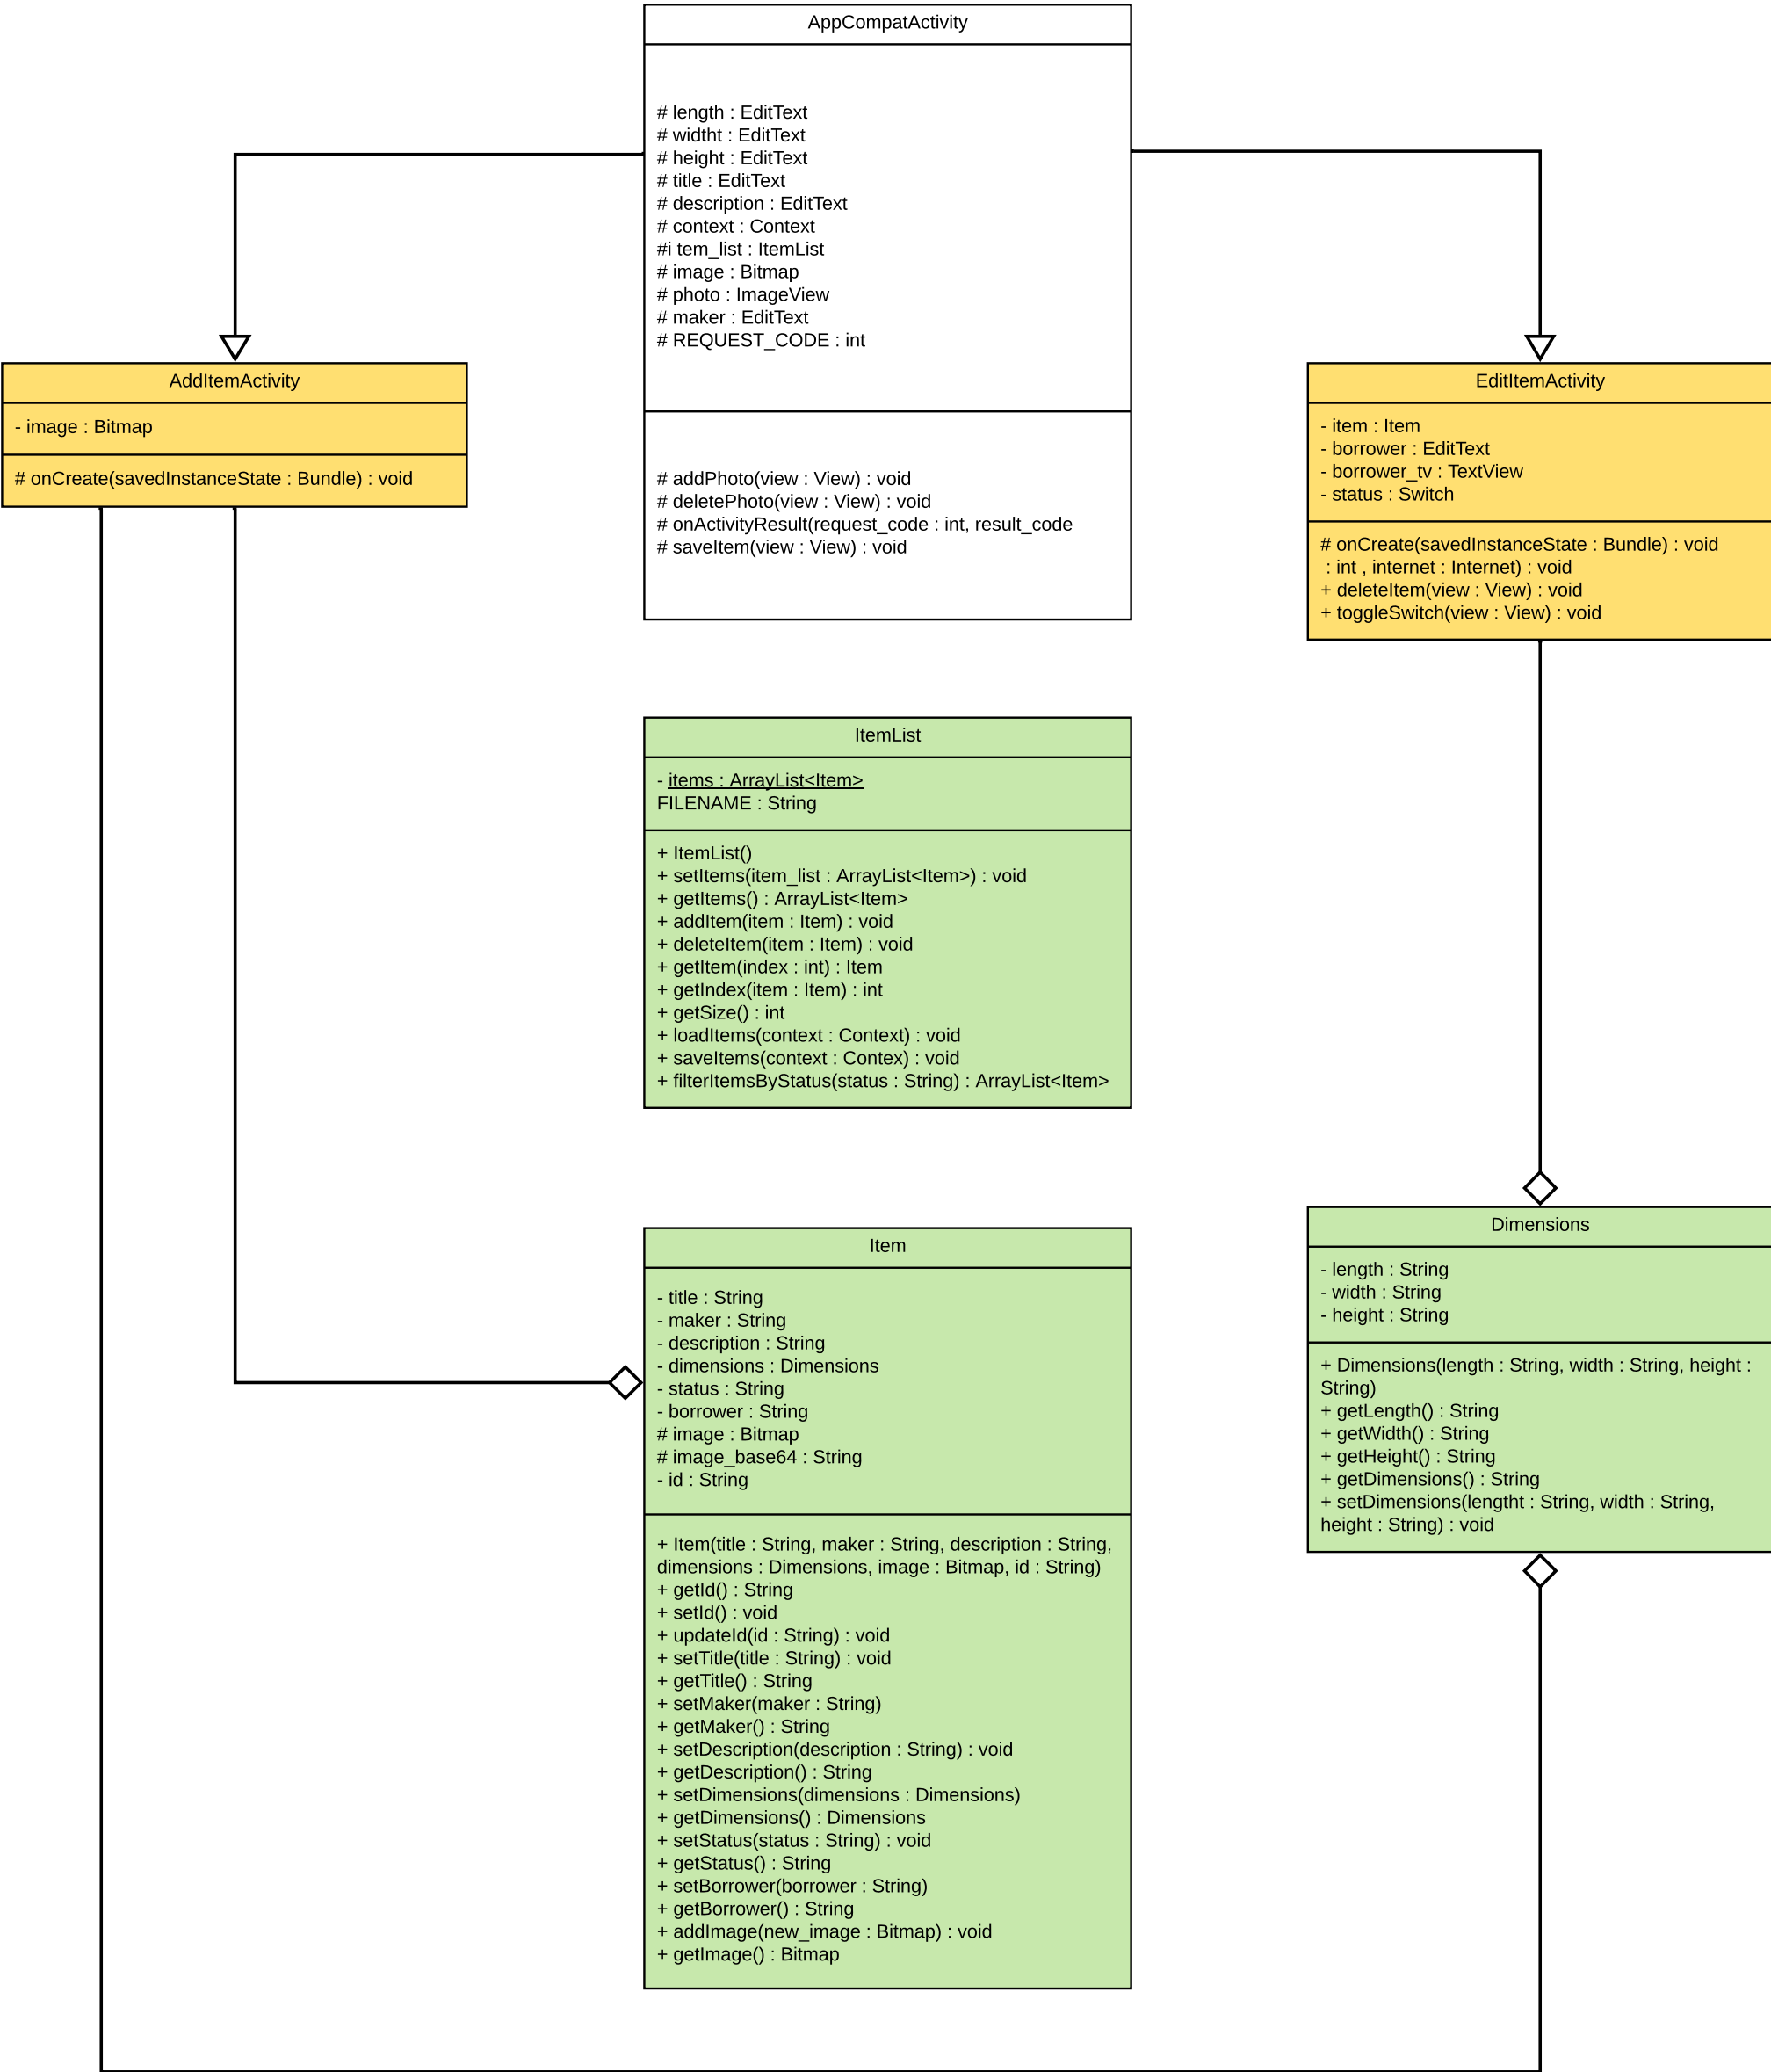 AppCompatActivity
# length : EditText
# widtht : EditText
# height : EditText
# title : EditText
# description : EditText
# context : Context
#i tem_list : ItemList
# image : Bitmap
# photo : ImageView
# maker : EditText
# REQUEST_CODE : int
# addPhoto(view : View) : void
# deletePhoto(view : View) : void
# onActivityResult(request_code : int, result_code
# saveItem(view : View) : void
AddItemActivity
- image : Bitmap
# onCreate(savedInstanceState : Bundle) : void
EditItemActivity
- item : Item
- borrower : EditText
- borrower_tv : TextView
- status : Switch
# onCreate(savedInstanceState : Bundle) : void
: int , internet : Internet) : void
+ deleteItem(view : View) : void
+ toggleSwitch(view : View) : void
ItemList
- items : ArrayList<Item>
FILENAME : String
+ ItemList()
+ setItems(item_list : ArrayList<Item>) : void
+ getItems() : ArrayList<Item>
+ addItem(item : Item) : void
+ deleteItem(item : Item) : void
+ getItem(index : int) : Item
+ getIndex(item : Item) : int
+ getSize() : int
+ loadItems(context : Context) : void
+ saveItems(context : Contex) : void
+ filterItemsByStatus(status : String) : ArrayList<Item>
Item
- title : String
- maker : String
- description : String
- dimensions : Dimensions
- status : String
- borrower : String
# image : Bitmap
# image_base64 : String
- id : String
+ Item(title : String, maker : String, description : String,
dimensions : Dimensions, image : Bitmap, id : String)
+ getId() : String
+ setId() : void
+ updateId(id : String) : void
+ setTitle(title : String) : void
+ getTitle() : String
+ setMaker(maker : String)
+ getMaker() : String
+ setDescription(description : String) : void
+ getDescription() : String
+ setDimensions(dimensions : Dimensions)
+ getDimensions() : Dimensions
+ setStatus(status : String) : void
+ getStatus() : String
+ setBorrower(borrower : String)
+ getBorrower() : String
+ addImage(new_image : Bitmap) : void
+ getImage() : Bitmap
Dimensions
- length : String
- width : String
- height : String
+ Dimensions(length : String, width : String, height :
String)
+ getLength() : String
+ getWidth() : String
+ getHeight() : String
+ getDimensions() : String
+ setDimensions(lengtht : String, width : String,
height : String) : void